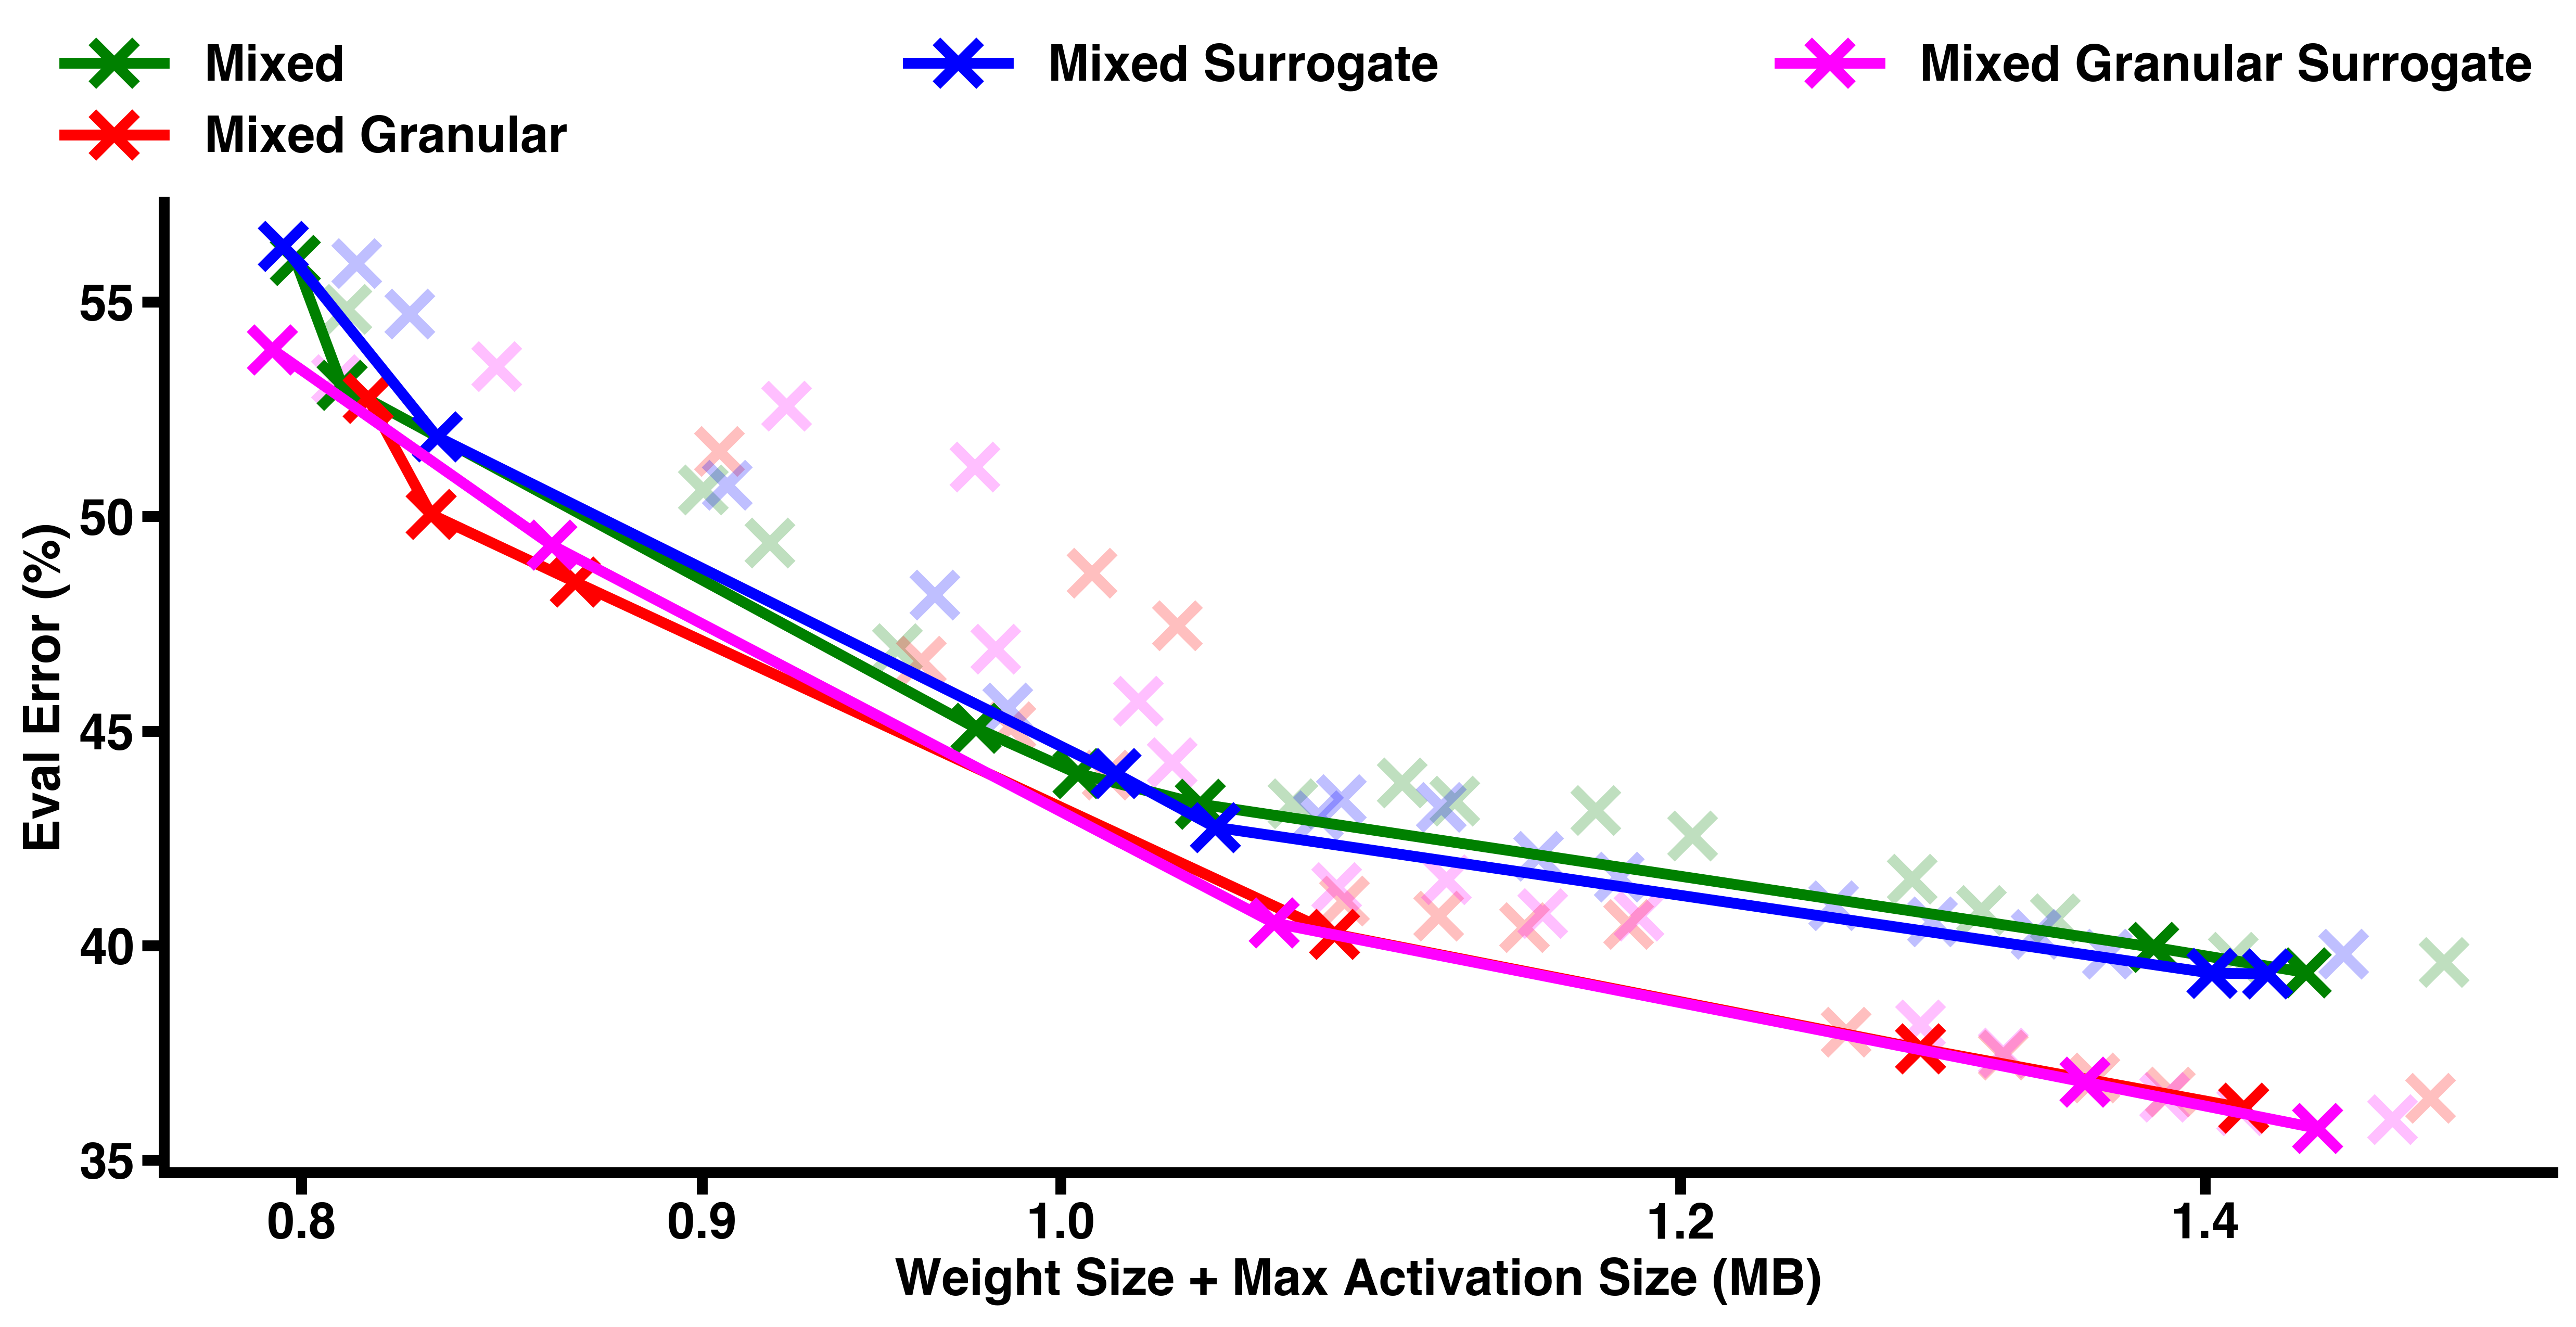 Mixed
Mixed Granular
Mixed Surrogate
Mixed Granular Surrogate
Eval Error (%)
55
50
45
40
35
0.8
0.9
1.0
1.2
1.4
Weight Size + Max Activation Size (MB)